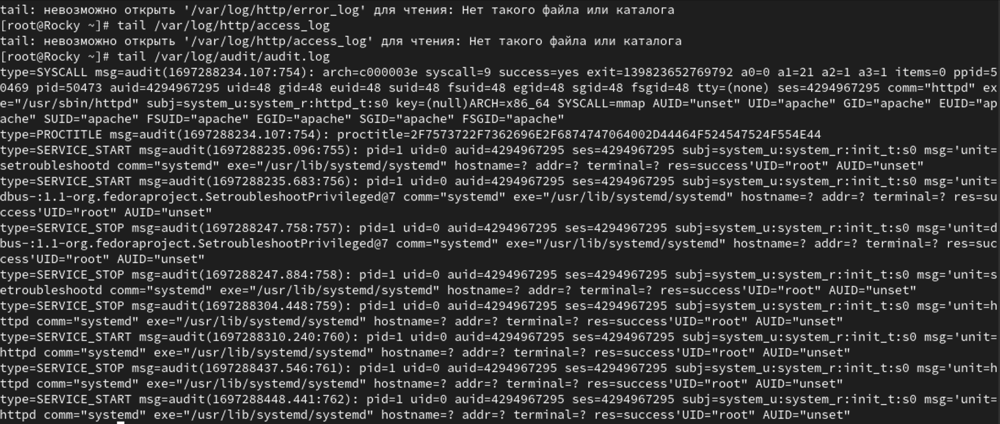 tail: невозможно открыть '/var/log/http/error_log' для чтения: Нет такого файла или каталога
[root@Rocky ~]# tail /var/log/http/access_log
tail: невозможно открыть '/var/log/http/access_log' для чтения: Нет такого файла или каталога
[root@Rocky ~]# tail /var/log/audit/audit.log
type=SYSCALL msg=audit(1697288234.107:754): arch=c000003e syscall=9 success=yes exit=139823652769792 a0=0 a1=21 a2=1 a3=1 items=0 ppid=5
0469 pid=50473 auid=4294967295 uid=48 gid=48 euid=48 suid=48 fsuid=48 egid=48 sgid=48 fsgid=48 tty=(none) ses=4294967295 comm="httpd" ex
e="/usr/sbin/httpd" subj=system_u:system_r:httpd_t:s0 key=(null)ARCH=x86_64 SYSCALL=mmap AUID="unset" UID="apache" GID="apache" EUID="ap
ache" SUID="apache" FSUID="apache" EGID="apache" SGID="apache" FSGID="apache"
type=PROCTITLE msg=audit(1697288234.107:754): proctitle=2F7573722F7362696E2F6874747064002D44464F524547524F554E44
type=SERVICE_START msg=audit(1697288235.096:755): pid=1 uid=0 auid=4294967295 ses=4294967295 subj=system_u:system_r:init_t:s0 msg='unit=
setroubleshootd comm="systemd" exe="/usr/lib/systemd/systemd" hostname=? addr=? terminal=? res=success'UID="root" AUID="unset"
type=SERVICE_START msg=audit(1697288235.683:756): pid=1 uid=0 auid=4294967295 ses=4294967295 subj=system_u:system_r:init_t:s0 msg='unit=
dbus-:1.1-org.fedoraproject.SetroubleshootPrivileged@7 comm="systemd" exe="/usr/lib/systemd/systemd" hostname=? addr=? terminal=? res=su
ccess'UID="root" AUID="unset"
type=SERVICE_STOP msg=audit(1697288247.758:757): pid=1 uid=0 auid=4294967295 ses=4294967295 subj=system_u:system_r:init_t:s0 msg='unit=d
bus-:1.1-org.fedoraproject.SetroubleshootPrivileged@7 comm="systemd" exe="/usr/lib/systemd/systemd" hostname=? addr=? terminal=? res=suc
cess'UID="root" AUID="unset"
type=SERVICE_STOP msg=audit(1697288247.884:758): pid=1 uid=0 auid=4294967295 ses=4294967295 subj=system_u:system_r:init_t:s0 msg='unit=s
etroubleshootd comm="systemd" exe="/usr/lib/systemd/systemd" hostname=? addr=? terminal=? res=success'UID="root" AUID="unset"
type=SERVICE_STOP msg=audit(1697288304.448:759): pid=1 uid=0 auid=4294967295 ses=4294967295 subj=system_u:system_r:init_t:s0 msg='unit=h
ttpd comm="systemd" exe="/usr/lib/systemd/systemd" hostname=? addr=? terminal=? res=success'UID="root" AUID="unset"
type=SERVICE_START msg=audit(1697288310.240:760): pid=1 uid=0 auid=4294967295 ses=4294967295 subj=system_u:system_r:init_t:s0 msg='unit=
httpd comm="systemd" exe="/usr/lib/systemd/systemd" hostname=? addr=? terminal=? res=success'UID="root" AUID="unset"
type=SERVICE_STOP msg=audit(1697288437.546:761): pid=1 uid=0 auid=4294967295 ses=4294967295 subj=system_u:system_r:init_t:s0 msg='unit=h
ttpd comm="systemd" exe="/usr/lib/systemd/systemd" hostname=? addr=? terminal=? res=success'UID="root" AUID="unset"
type=SERVICE_START msg=audit(1697288448.441:762): pid=1 uid=0 auid=4294967295 ses=4294967295 subj=system_u:system_r:init_t:s0 msg='unit=
httpd comm="systemd" exe="/usr/lib/systemd/systemd" hostname=? addr=? terminal=? res=success'UID="root" AUID="unset"